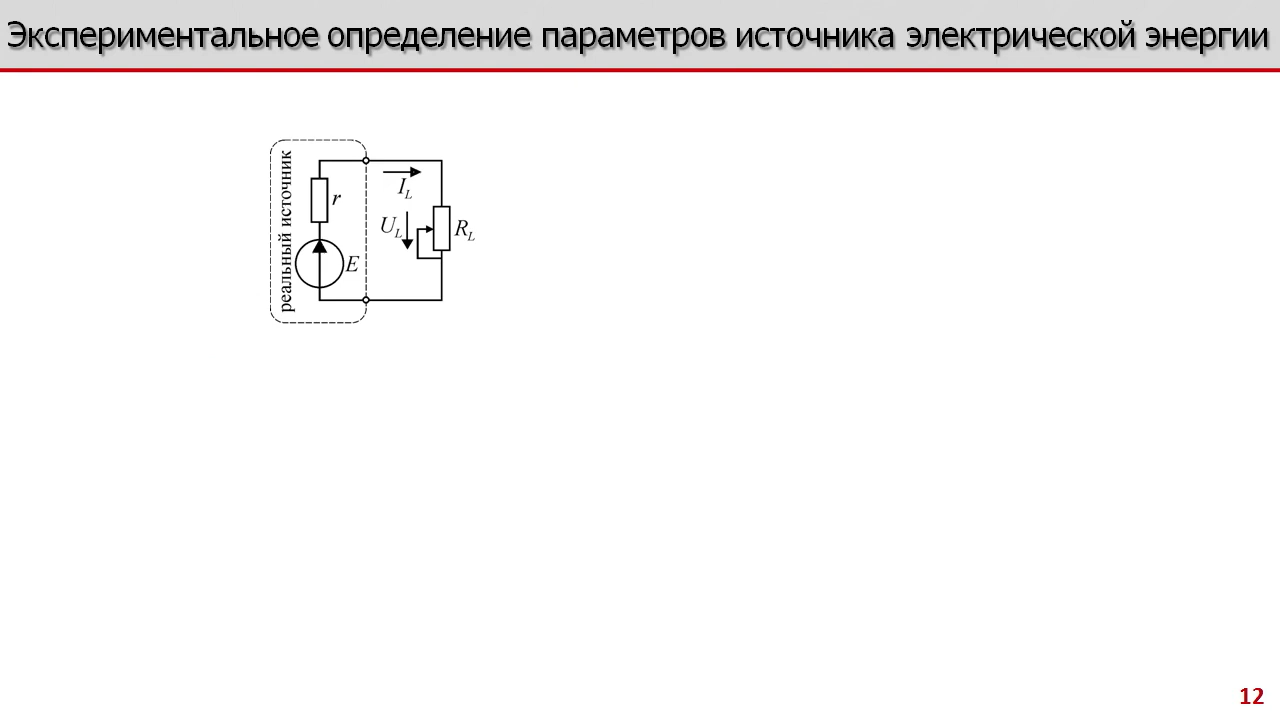 Экспериментальное определение параметров источника электрической энергии
реальный источник
r
E
I_L
U_L
R_L
12